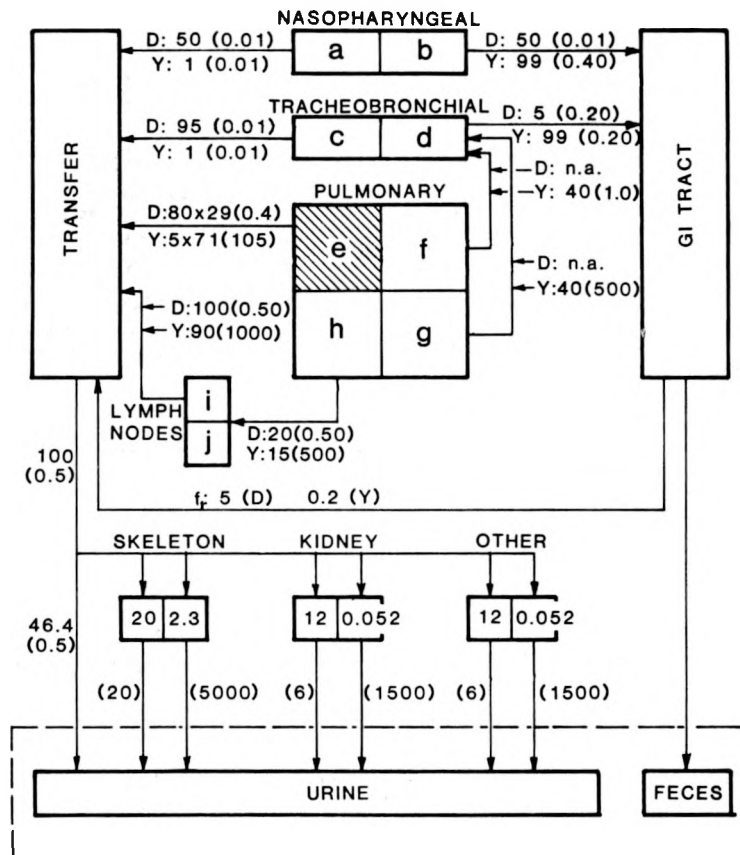 NASOPHARYNGEAL
D: 50 (0.01)
Y: 1 (0.01)
a
b
D: 50 (0.01)
Y: 99 (0.40)
TRACHEOBRONCHIAL
D: 95 (0.01)
Y: 1 (0.01)
c
d
D: 5 (0.20)
Y: 99 (0.20)
D: n.a.
Y: 40(1.0)
PULMONARY
TRANSFER
GI TRACT
D:80x29(0.4)
Y:5x71(105)
e
f
h
g
D: n.a.
Y:40(500)
D:100(0.50)
Y:90(1000)
LYMPH
NODES
i
j
D:20(0.50)
Y:15(500)
100
(0.5)
fr: 5 (D) 0.2 (Y)
SKELETON
KIDNEY
OTHER
20
2.3
12
0.052
12
0.052
46.4
(0.5)
(20)
(5000)
(6)
(1500)
(6)
(1500)
URINE
FECES